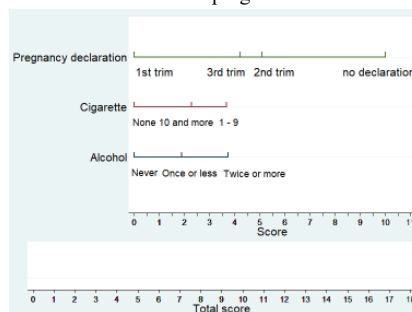 Pregnancy declaration
1st trim 3rd trim 2nd trim no declaration
Cigarette
None 10 and more 1 - 9
Alcohol
Never Once or less Twice or more
0 1 2 3 4 5 6 7 8 9 10 11
Score
0 1 2 3 4 5 6 7 8 9 10 11 12 13 14 15 16 17 18
Total score